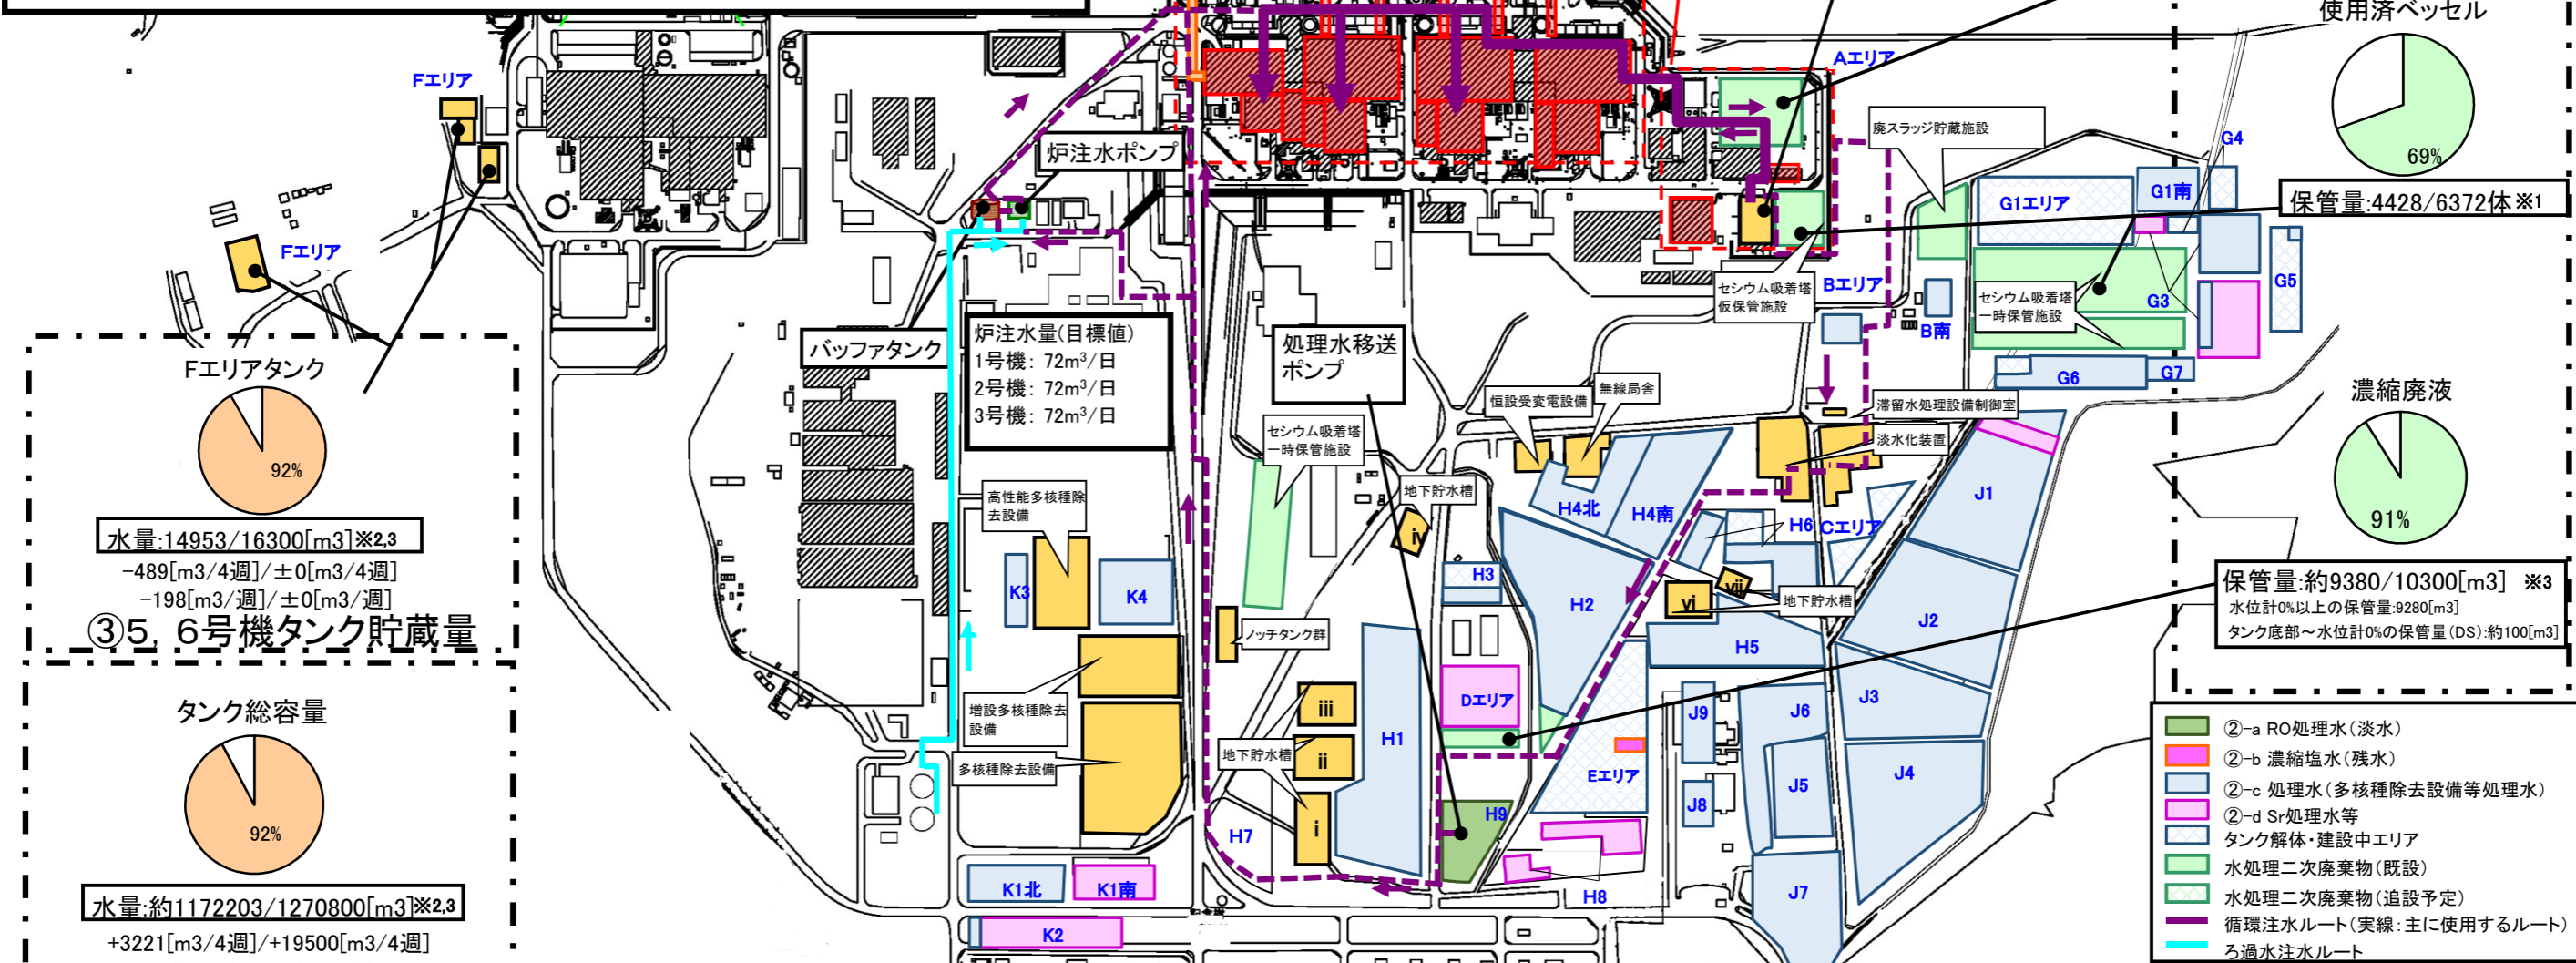 使用済ベッセル
69%
保管量:4428/6372体※1
Fエリア
Fエリア
炉注水ポンプ
Aエリア
廃スラッジ貯蔵施設
G4
G1南
G1エリア
G5
G3
セシウム吸着塔
一時保管施設
セシウム吸着塔
仮保管施設
Bエリア
B南
G6
G7
Fエリアタンク
92%
水量:14953/16300[m3]※2,3
-489[m3/4週]/±0[m3/4週]
-198[m3/週]/±0[m3/週]
③5，6号機タンク貯蔵量
バッファタンク
炉注水量(目標値)
1号機: 72m³/日
2号機: 72m³/日
3号機: 72m³/日
処理水移送
ポンプ
恒設受変電設備
無線局舎
滞留水処理設備制御室
淡水化装置
濃縮廃液
91%
保管量:約9380/10300[m3] ※3
水位計0%以上の保管量:9280[m3]
タンク底部～水位計0%の保管量(DS):約100[m3]
セシウム吸着塔
一時保管施設
高性能多核種除
去設備
地下貯水槽
iv
H4北
H4南
H6
Cエリア
J1
K3
K4
H3
H2
vi
vii
地下貯水槽
J2
ノッチタンク群
H5
J3
増設多核種除去
設備
多核種除去設備
iii
ii
i
地下貯水槽
H1
Dエリア
J9
J6
Eエリア
J5
J4
J8
H9
H7
H8
J7
K1北
K1南
K2
タンク総容量
92%
水量:約1172203/1270800[m3]※2,3
+3221[m3/4週]/+19500[m3/4週]
②-a RO処理水(淡水)
②-b 濃縮塩水(残水)
②-c 処理水(多核種除去設備等処理水)
②-d Sr処理水等
タンク解体・建設中エリア
水処理二次廃棄物(既設)
水処理二次廃棄物(追設予定)
循環注水ルート(実線:主に使用するルート)
ろ過水注水ルート